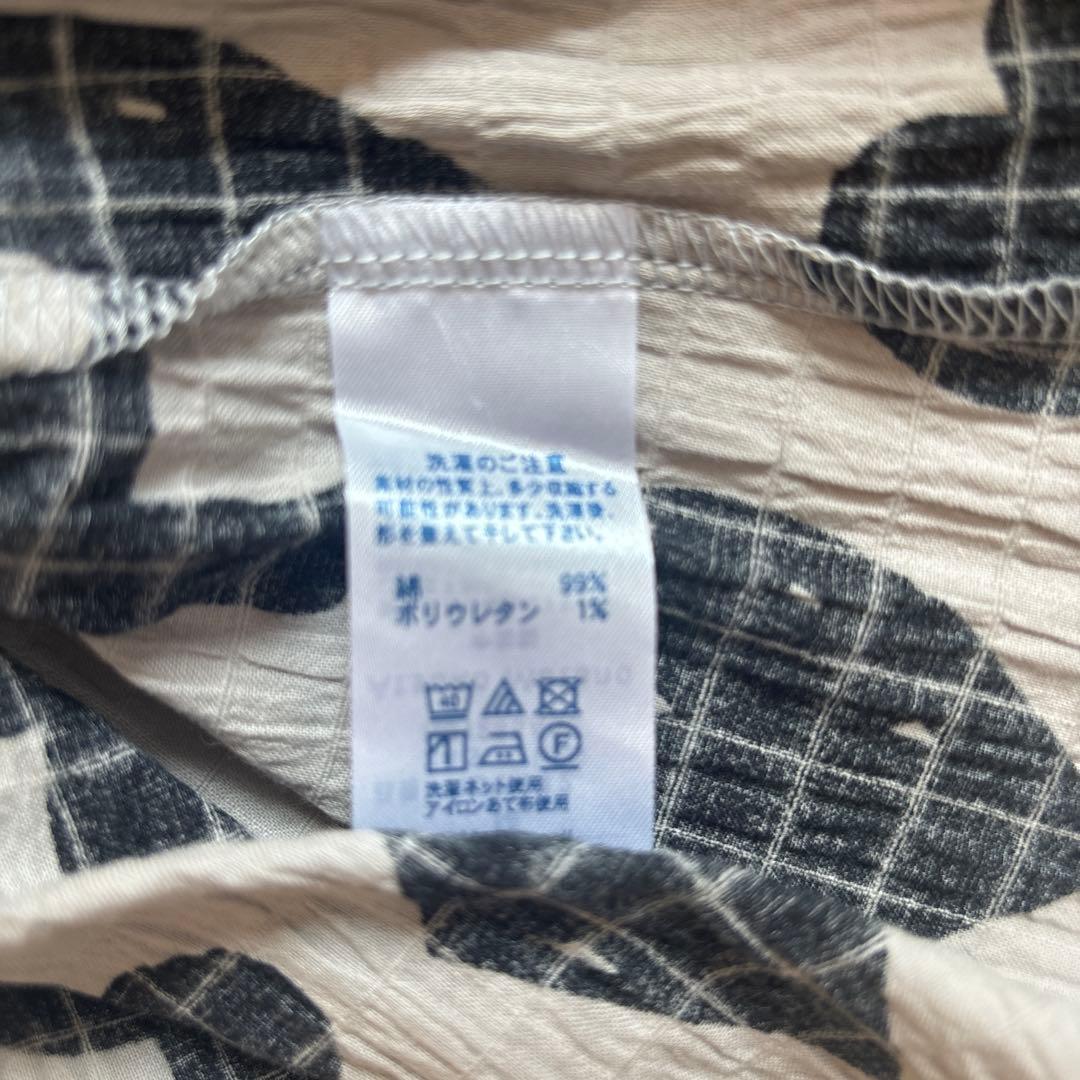 洗濯のご注意
素材の性質上、多少収縮する
可能性があります。洗濯後、
形を整えて干して下さい。
綿 99%
ポリウレタン 1%
40
F
洗濯ネット使用
アイロンあて布使用